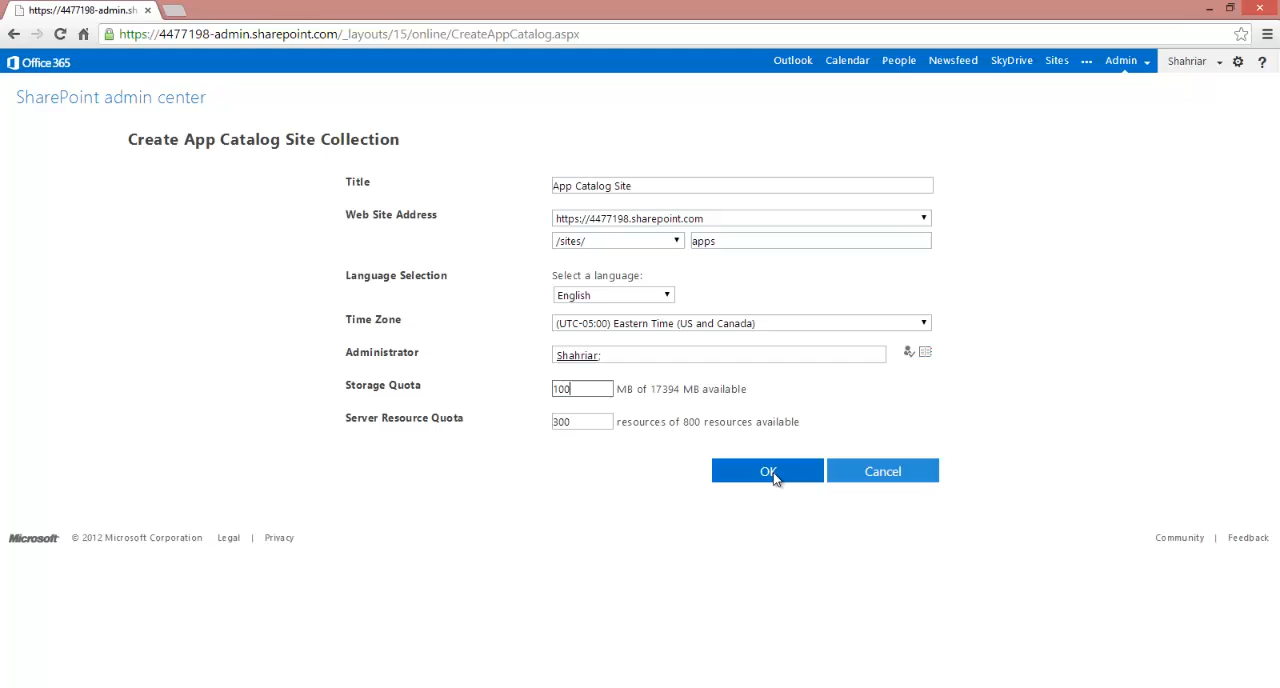 https://4477198-admin.sh
https://4477198-admin.sharepoint.com/_layouts/15/online/CreateAppCatalog.aspx
Office 365 Outlook Calendar People Newsfeed SkyDrive Sites ... Admin Shahriar ?
SharePoint admin center
Create App Catalog Site Collection
Title App Catalog Site
Web Site Address https://4477198.sharepoint.com
/sites/ apps
Language Selection Select a language:
English
Time Zone (UTC-05:00) Eastern Time (US and Canada)
Administrator Shahriar;
Storage Quota 100 MB of 17394 MB available
Server Resource Quota 300 resources of 800 resources available
OK Cancel
Microsoft © 2012 Microsoft Corporation Legal | Privacy Community | Feedback